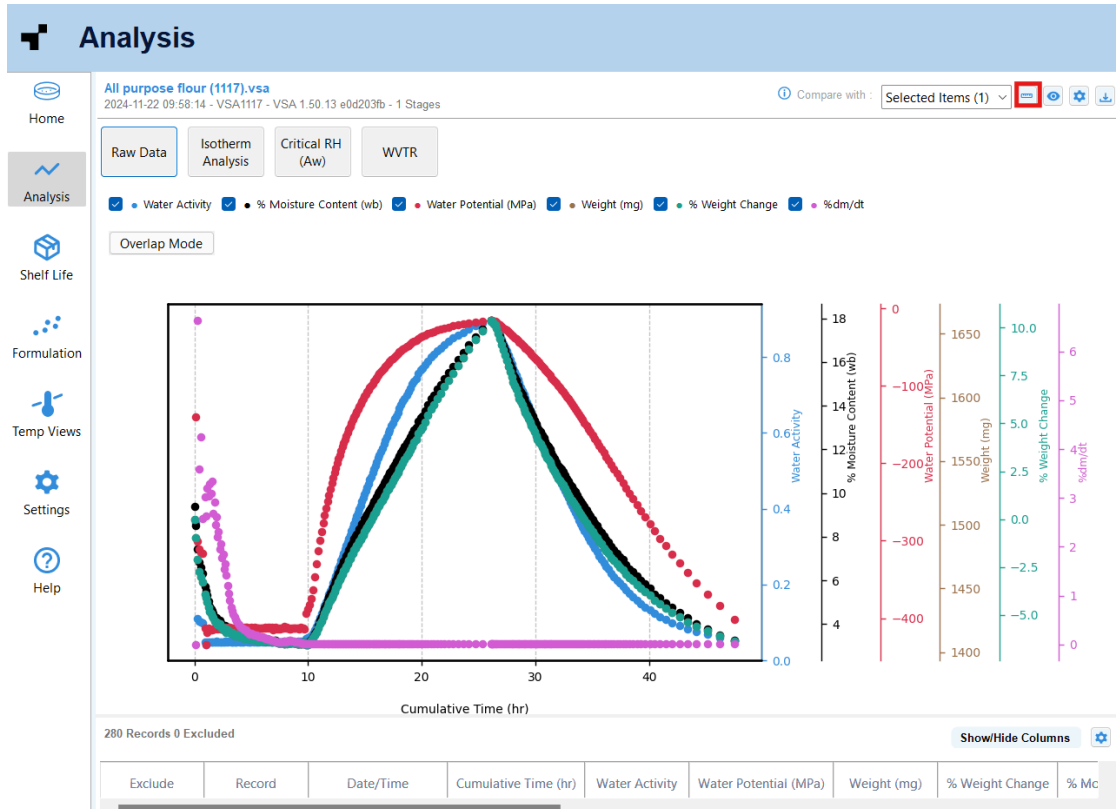 Analysis
Home
Analysis
Shelf Life
Formulation
Temp Views
Settings
Help
All purpose flour (1117).vsa
2024-11-22 09:58:14 - VSA1117 - VSA 1.50.13 e0d203fb - 1 Stages
Compare with :
Selected Items (1)
Raw Data
Isotherm
Analysis
Critical RH
(Aw)
WVTR
Water Activity
% Moisture Content (wb)
Water Potential (MPa)
Weight (mg)
% Weight Change
%dm/dt
Overlap Mode
0.8
0.6
0.4
0.2
0.0
Water Activity
18
16
14
12
10
8
6
4
% Moisture Content (wb)
0
−100
−200
−300
−400
Water Potential (MPa)
1650
1600
1550
1500
1450
1400
Weight (mg)
10.0
7.5
5.0
2.5
0.0
−2.5
−5.0
% Weight Change
6
5
4
3
2
1
0
%dm/dt
0 10 20 30 40
Cumulative Time (hr)
280 Records 0 Excluded
Show/Hide Columns
Exclude Record Date/Time Cumulative Time (hr) Water Activity Water Potential (MPa) Weight (mg) % Weight Change